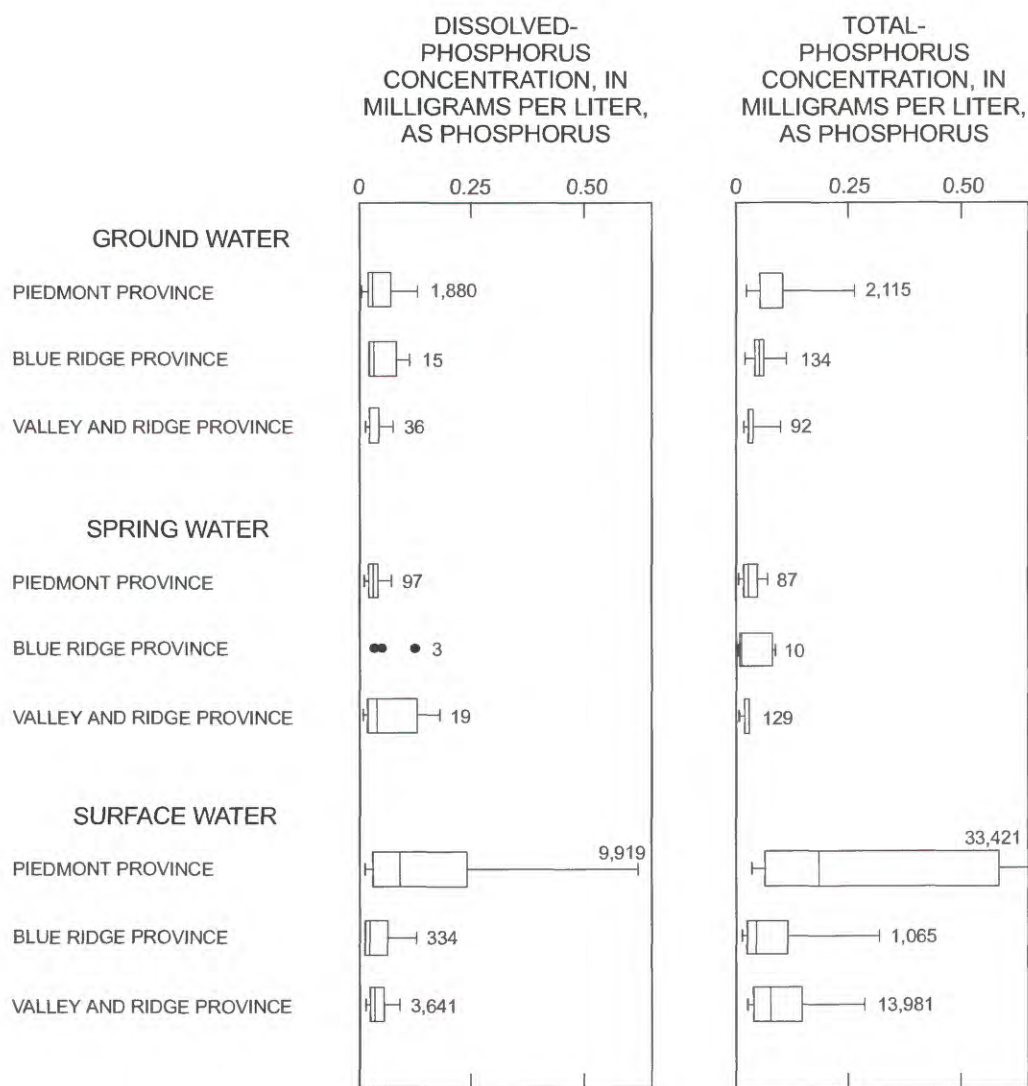 DISSOLVED-
PHOSPHORUS
CONCENTRATION, IN
MILLIGRAMS PER LITER,
AS PHOSPHORUS
TOTAL-
PHOSPHORUS
CONCENTRATION, IN
MILLIGRAMS PER LITER,
AS PHOSPHORUS
0 0.25 0.50 0 0.25 0.50
GROUND WATER
PIEDMONT PROVINCE 1,880 2,115
BLUE RIDGE PROVINCE 15 134
VALLEY AND RIDGE PROVINCE 36 92
SPRING WATER
PIEDMONT PROVINCE 97 87
BLUE RIDGE PROVINCE 3 10
VALLEY AND RIDGE PROVINCE 19 129
SURFACE WATER
PIEDMONT PROVINCE 9,919 33,421
BLUE RIDGE PROVINCE 334 1,065
VALLEY AND RIDGE PROVINCE 3,641 13,981